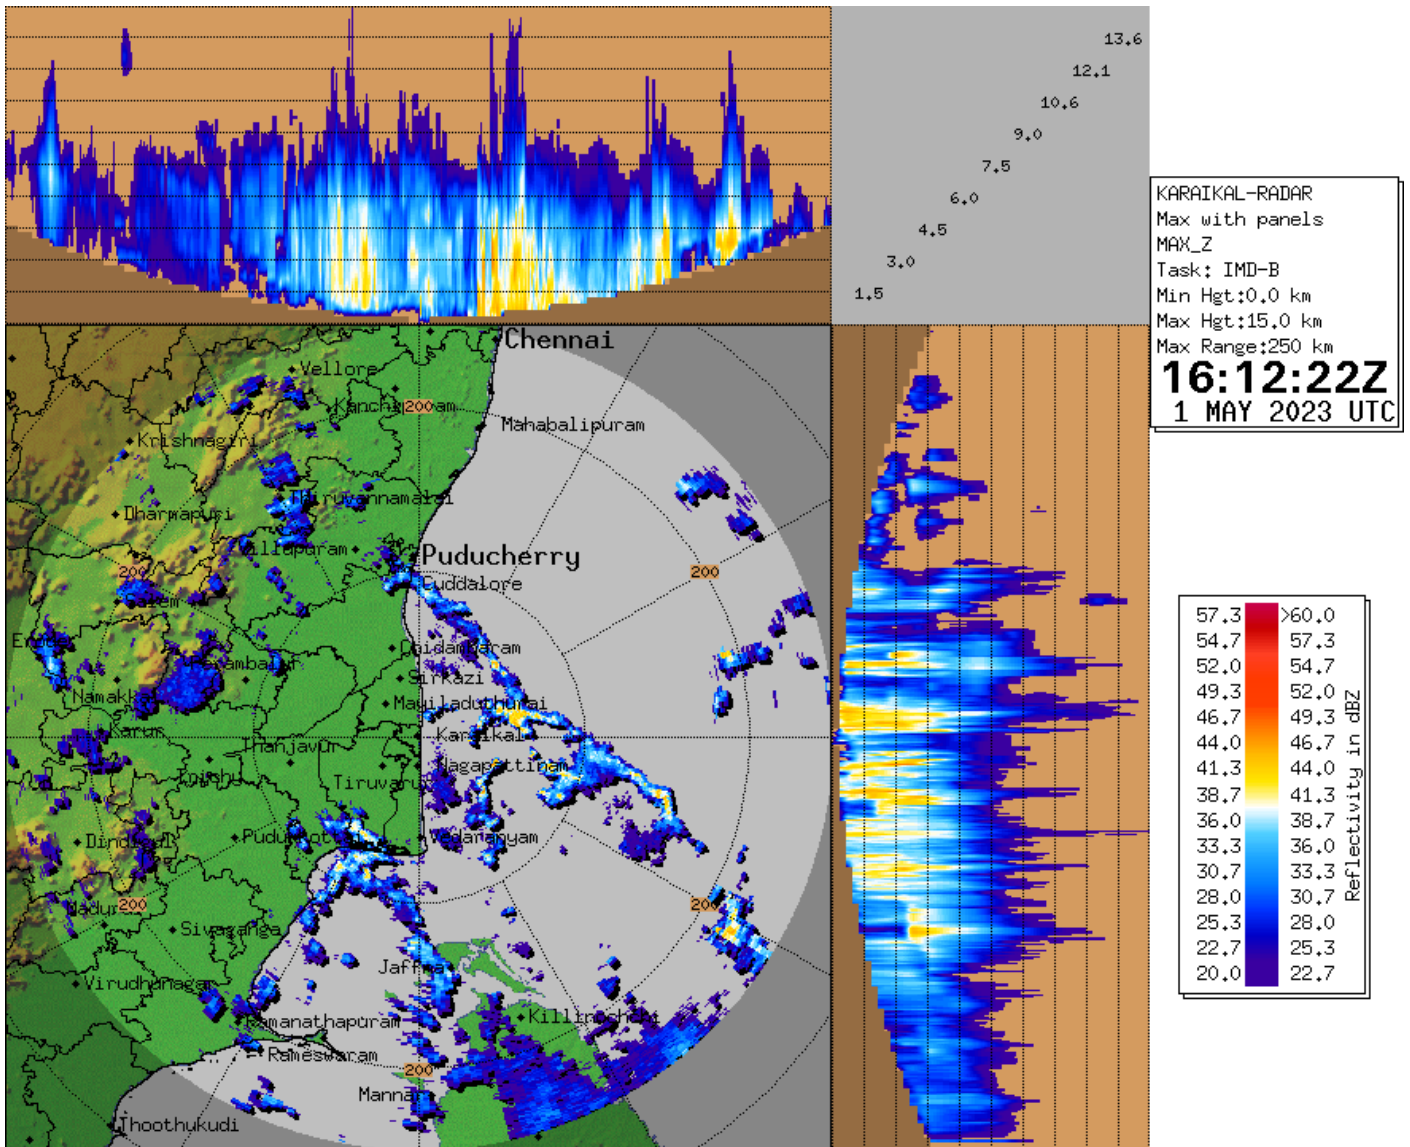 13.6
12.1
10.6
9.0
7.5
6.0
4.5
3.0
1.5
KARAIKAL-RADAR
Max with panels
MAX_Z
Task: IMD-B
Min Hgt:0.0 km
Max Hgt:15.0 km
Max Range:250 km
16:12:22Z
1 MAY 2023 UTC
Chennai
Vellore
200
Mahabalipuram
Krishnagiri
Thiruvannamalai
Dharmapuri
Puducherry
200
200
Cuddalore
Salem
Chidambaram
Sirkazi
Namakkal
Mayiladuthurai
Karur
Karaikal
Thanjavur
Nagapattinam
Tiruvarur
Vedaranyam
Dindigul
200
200
Sivaganga
Jaffna
Virudhunagar
Ramanathapuram
Killinochchi
Rameswaram
200
Mannar
Thoothukudi
57.3 >60.0
54.7 57.3
52.0 54.7
49.3 52.0
46.7 49.3
44.0 46.7
41.3 44.0
38.7 41.3
36.0 38.7
33.3 36.0
30.7 33.3
28.0 30.7
25.3 28.0
22.7 25.3
20.0 22.7
Reflectivity in dBZ